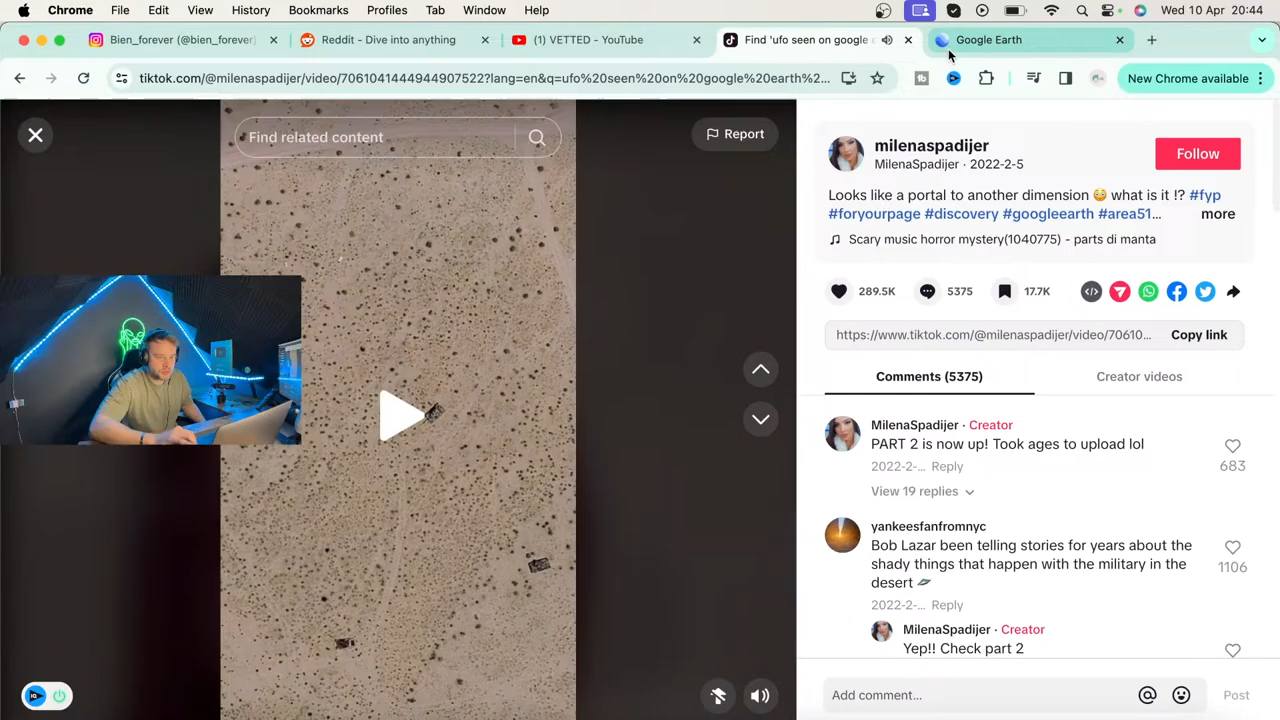 Chrome File Edit View History Bookmarks Profiles Tab Window Help Wed 10 Apr 20:44
Bien_forever (@bien_forever) Reddit - Dive into anything (1) VETTED - YouTube Find 'ufo seen on google e Google Earth
tiktok.com/@milenaspadijer/video/7061041444944907522?lang=en&q=ufo%20seen%20on%20google%20earth%20... New Chrome available
Find related content
Report
milenaspadijer
MilenaSpadijer · 2022-2-5
Follow
Looks like a portal to another dimension 😳 what is it !? #fyp
#foryourpage #discovery #googleearth #area51... more
Scary music horror mystery(1040775) - parts di manta
289.5K 5375 17.7K
https://www.tiktok.com/@milenaspadijer/video/70610... Copy link
Comments (5375) Creator videos
MilenaSpadijer · Creator
PART 2 is now up! Took ages to upload lol
2022-2-... Reply
683
View 19 replies
yankeesfanfromnyc
Bob Lazar been telling stories for years about the
shady things that happen with the military in the
desert 🛸
1106
2022-2-... Reply
MilenaSpadijer · Creator
Yep!! Check part 2
Add comment... Post